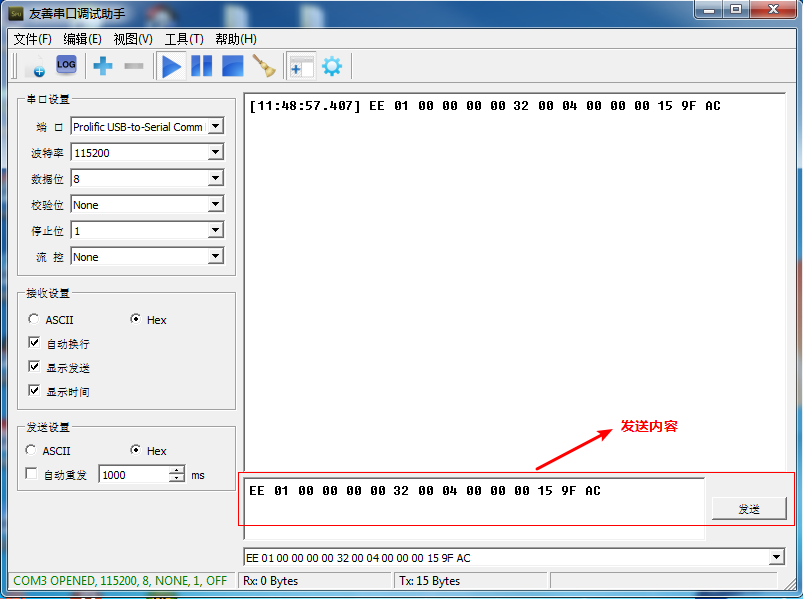 友善串口调试助手
文件(F) 编辑(E) 视图(V) 工具(T) 帮助(H)
LOG
串口设置
端 口 Prolific USB-to-Serial Comm
波特率 115200
数据位 8
校验位 None
停止位 1
流 控 None
接收设置
ASCII Hex
自动换行
显示发送
显示时间
发送设置
ASCII Hex
自动重发 1000 ms
[11:48:57.407] EE 01 00 00 00 00 32 00 04 00 00 00 15 9F AC
发送内容
EE 01 00 00 00 00 32 00 04 00 00 00 15 9F AC
发送
EE 01 00 00 00 00 32 00 04 00 00 00 15 9F AC
COM3 OPENED, 115200, 8, NONE, 1, OFF Rx: 0 Bytes Tx: 15 Bytes